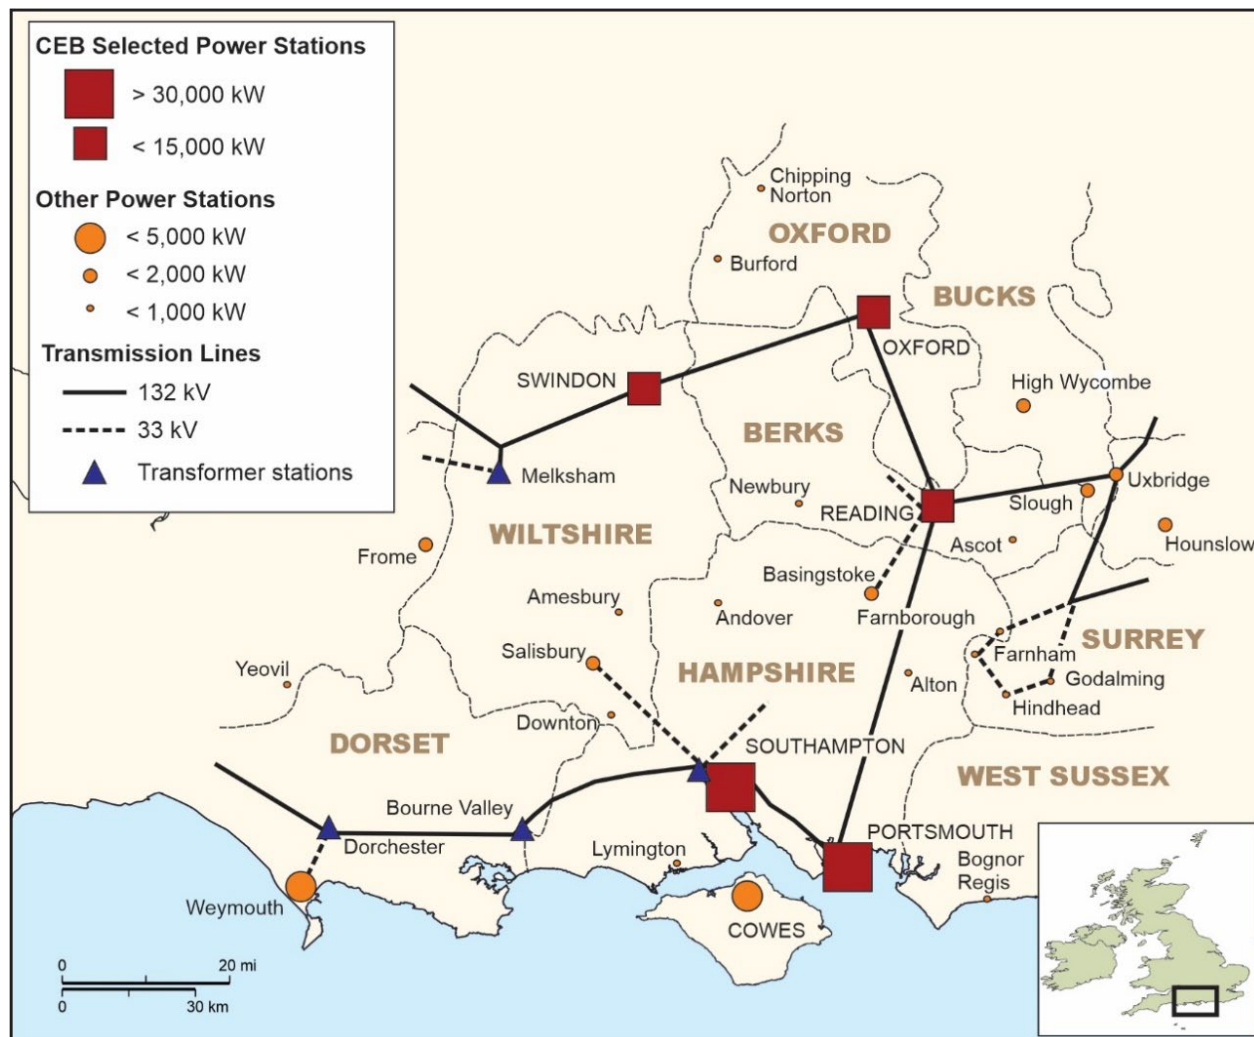 CEB Selected Power Stations
> 30,000 kW
< 15,000 kW
Other Power Stations
< 5,000 kW
< 2,000 kW
< 1,000 kW
Transmission Lines
132 kV
33 kV
Transformer stations
Chipping
Norton
OXFORD
Burford
BUCKS
OXFORD
SWINDON
High Wycombe
BERKS
Melksham
Newbury
READING
Slough
Uxbridge
WILTSHIRE
Frome
Ascot
Hounslow
Basingstoke
Amesbury
Andover
Farnborough
SURREY
Salisbury
Farnham
Yeovil
HAMPSHIRE
Alton
Godalming
Hindhead
Downton
DORSET
SOUTHAMPTON
WEST SUSSEX
Bourne Valley
Dorchester
PORTSMOUTH
Lymington
Bognor
Regis
Weymouth
COWES
0 20 mi
0 30 km